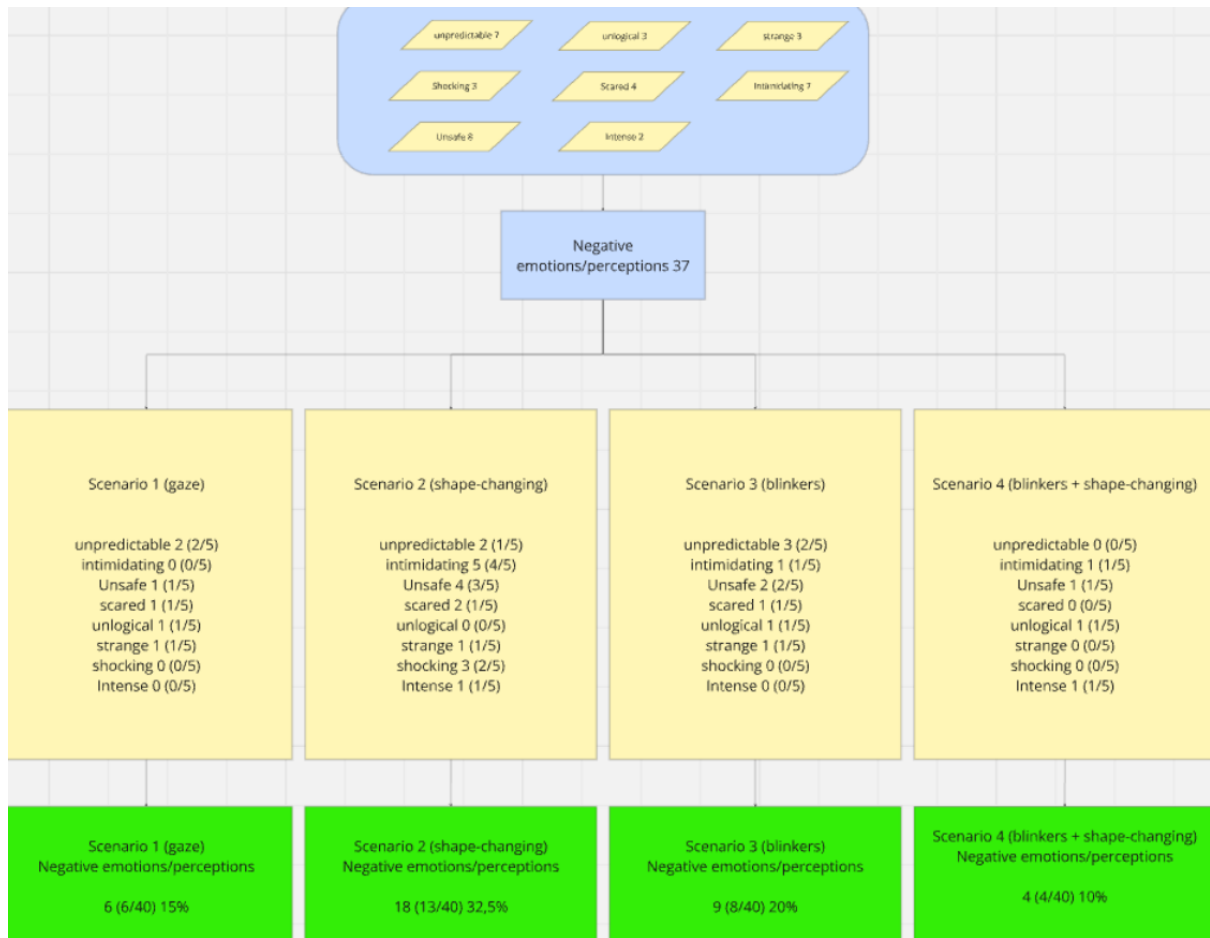 unpredictable 7
unlogical 3
strange 3
Shocking 3
Scared 4
Intimidating 7
Unsafe 8
Intense 2
Negative
emotions/perceptions 37
Scenario 1 (gaze)
unpredictable 2 (2/5)
intimidating 0 (0/5)
Unsafe 1 (1/5)
scared 1 (1/5)
unlogical 1 (1/5)
strange 1 (1/5)
shocking 0 (0/5)
Intense 0 (0/5)
Scenario 2 (shape-changing)
unpredictable 2 (1/5)
intimidating 5 (4/5)
Unsafe 4 (3/5)
scared 2 (1/5)
unlogical 0 (0/5)
strange 1 (1/5)
shocking 3 (2/5)
Intense 1 (1/5)
Scenario 3 (blinkers)
unpredictable 3 (2/5)
intimidating 1 (1/5)
Unsafe 2 (2/5)
scared 1 (1/5)
unlogical 1 (1/5)
strange 1 (1/5)
shocking 0 (0/5)
Intense 0 (0/5)
Scenario 4 (blinkers + shape-changing)
unpredictable 0 (0/5)
intimidating 1 (1/5)
Unsafe 1 (1/5)
scared 0 (0/5)
unlogical 1 (1/5)
strange 0 (0/5)
shocking 0 (0/5)
Intense 1 (1/5)
Scenario 1 (gaze)
Negative emotions/perceptions
6 (6/40) 15%
Scenario 2 (shape-changing)
Negative emotions/perceptions
18 (13/40) 32,5%
Scenario 3 (blinkers)
Negative emotions/perceptions
9 (8/40) 20%
Scenario 4 (blinkers + shape-changing)
Negative emotions/perceptions
4 (4/40) 10%